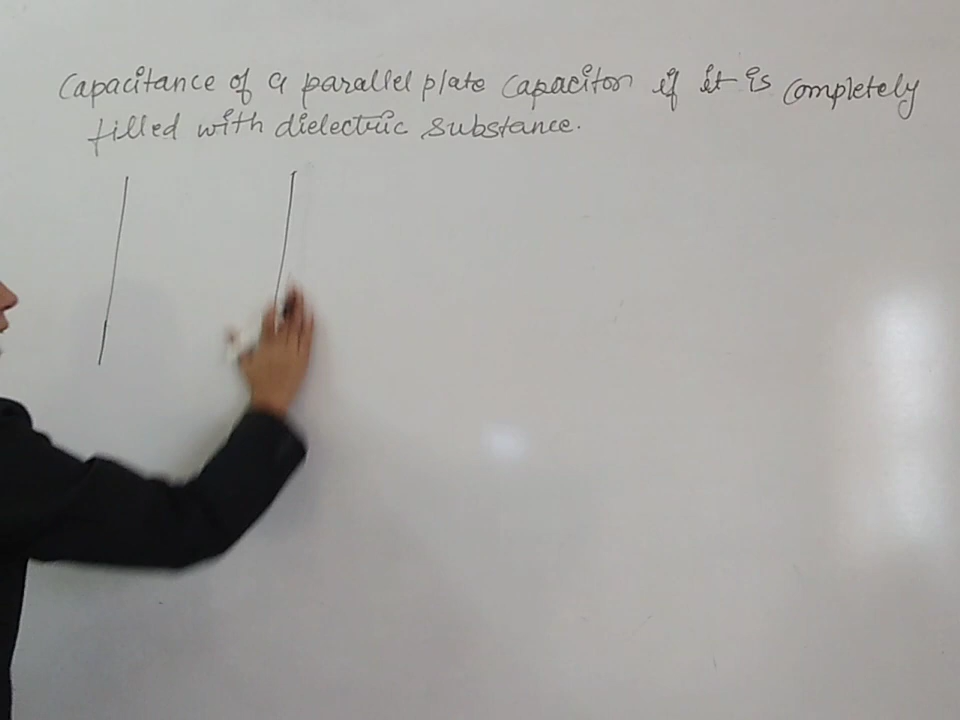 Capacitance of a parallel plate capacitor if it is completely
filled with dielectric substance.